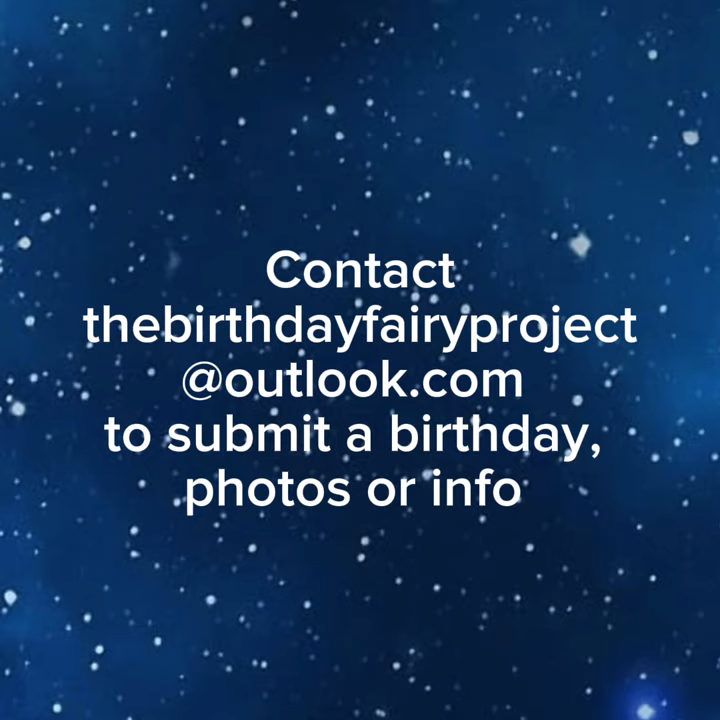 Contact
thebirthdayfairyproject
@outlook.com
to submit a birthday,
photos or info